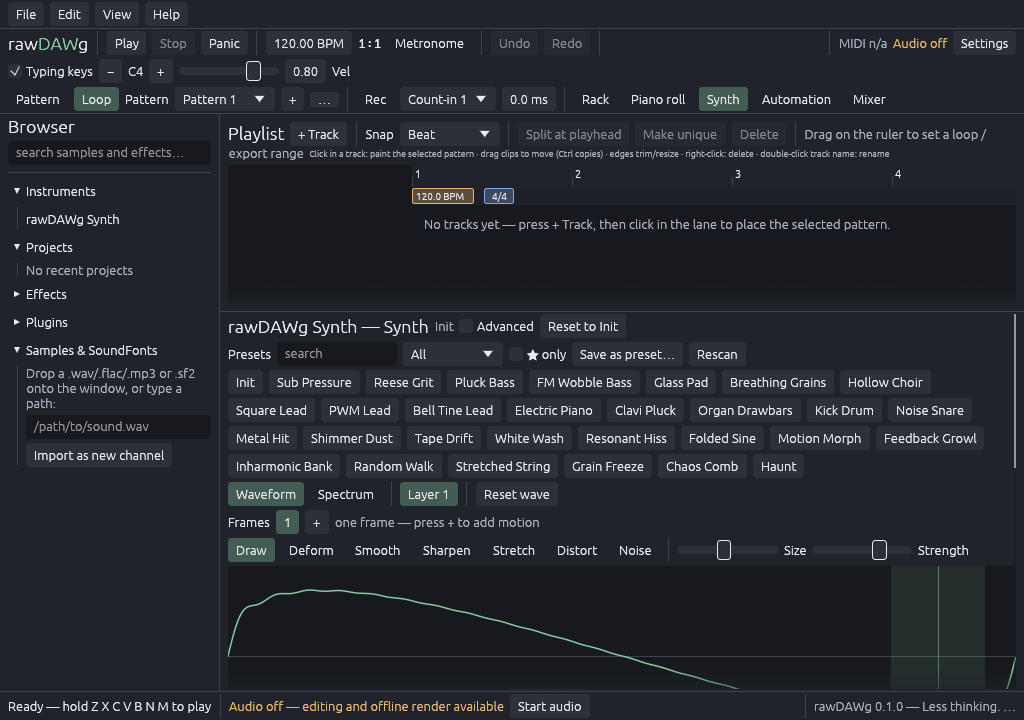 File Edit View Help
rawDAWg Play Stop Panic 120.00 BPM 1:1 Metronome Undo Redo MIDI n/a Audio off Settings
Typing keys − C4 + 0.80 Vel
Pattern Loop Pattern Pattern 1 + ... Rec Count-in 1 0.0 ms Rack Piano roll Synth Automation Mixer
Browser
search samples and effects…
Instruments
rawDAWg Synth
Projects
No recent projects
Effects
Plugins
Samples & SoundFonts
Drop a .wav/.flac/.mp3 or .sf2
onto the window, or type a
path:
/path/to/sound.wav
Import as new channel
Playlist + Track Snap Beat Split at playhead Make unique Delete Drag on the ruler to set a loop /
export range Click in a track: paint the selected pattern · drag clips to move (Ctrl copies) · edges trim/resize · right-click: delete · double-click track name: rename
1 2 3 4
120.0 BPM 4/4
No tracks yet — press + Track, then click in the lane to place the selected pattern.
rawDAWg Synth — Synth Init Advanced Reset to Init
Presets search All ★ only Save as preset… Rescan
Init Sub Pressure Reese Grit Pluck Bass FM Wobble Bass Glass Pad Breathing Grains Hollow Choir
Square Lead PWM Lead Bell Tine Lead Electric Piano Clavi Pluck Organ Drawbars Kick Drum Noise Snare
Metal Hit Shimmer Dust Tape Drift White Wash Resonant Hiss Folded Sine Motion Morph Feedback Growl
Inharmonic Bank Random Walk Stretched String Grain Freeze Chaos Comb Haunt
Waveform Spectrum Layer 1 Reset wave
Frames 1 + one frame — press + to add motion
Draw Deform Smooth Sharpen Stretch Distort Noise Size Strength
Ready — hold Z X C V B N M to play Audio off — editing and offline render available Start audio rawDAWg 0.1.0 — Less thinking. …